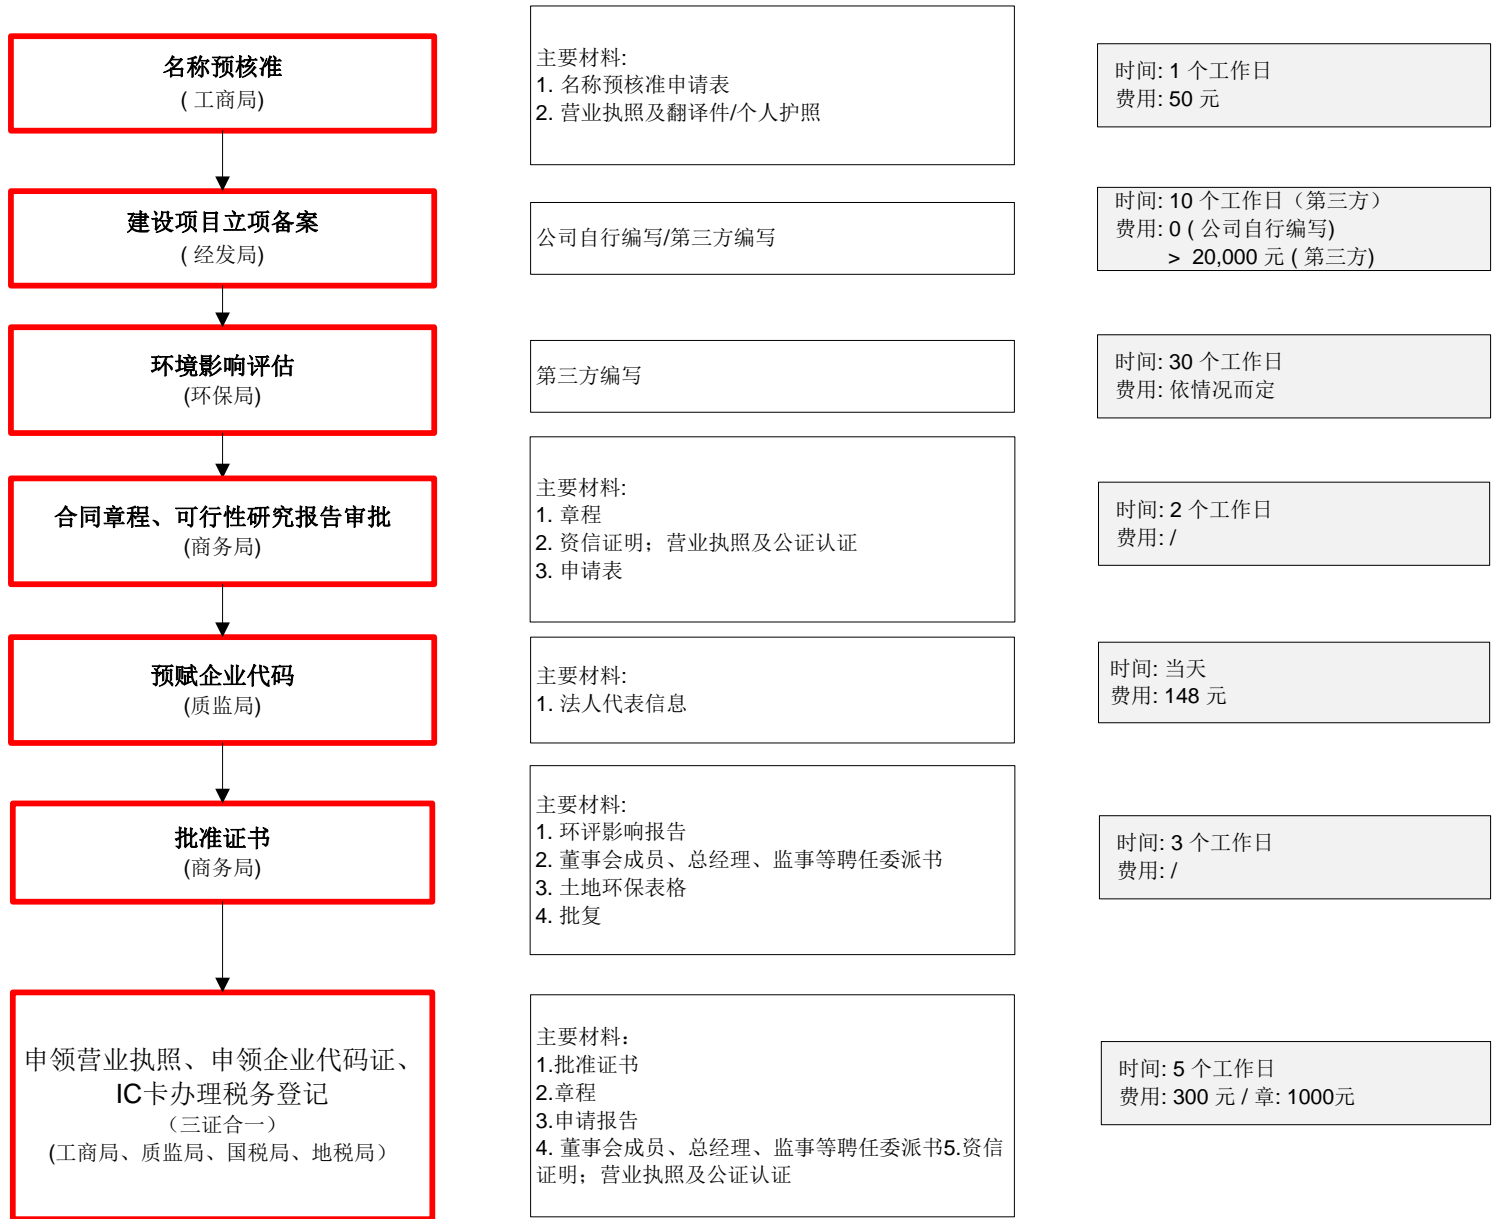 名称预核准
( 工商局)
主要材料:
1. 名称预核准申请表
2. 营业执照及翻译件/个人护照
时间: 1 个工作日
费用: 50 元
建设项目立项备案
( 经发局)
公司自行编写/第三方编写
时间: 10 个工作日（第三方）
费用: 0 ( 公司自行编写)
> 20,000 元 ( 第三方)
环境影响评估
(环保局)
第三方编写
时间: 30 个工作日
费用: 依情况而定
合同章程、可行性研究报告审批
(商务局)
主要材料:
1. 章程
2. 资信证明；营业执照及公证认证
3. 申请表
时间: 2 个工作日
费用: /
预赋企业代码
(质监局)
主要材料:
1. 法人代表信息
时间: 当天
费用: 148 元
批准证书
(商务局)
主要材料:
1. 环评影响报告
2. 董事会成员、总经理、监事等聘任委派书
3. 土地环保表格
4. 批复
时间: 3 个工作日
费用: /
申领营业执照、申领企业代码证、
IC卡办理税务登记
（三证合一）
(工商局、质监局、国税局、地税局）
主要材料：
1.批准证书
2.章程
3.申请报告
4. 董事会成员、总经理、监事等聘任委派书5.资信
证明；营业执照及公证认证
时间: 5 个工作日
费用: 300 元 / 章: 1000元